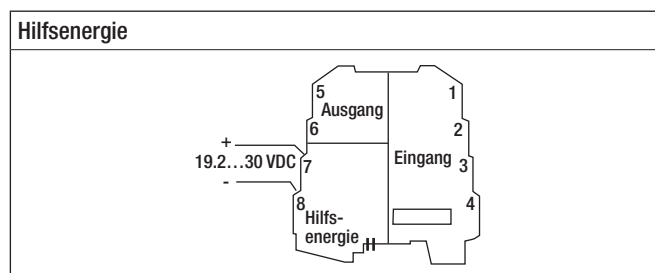 Hilfsenergie
5
1
Ausgang
6
2
+
19.2…30 VDC
7
Eingang
3
-
8
4
Hilfs-
energie